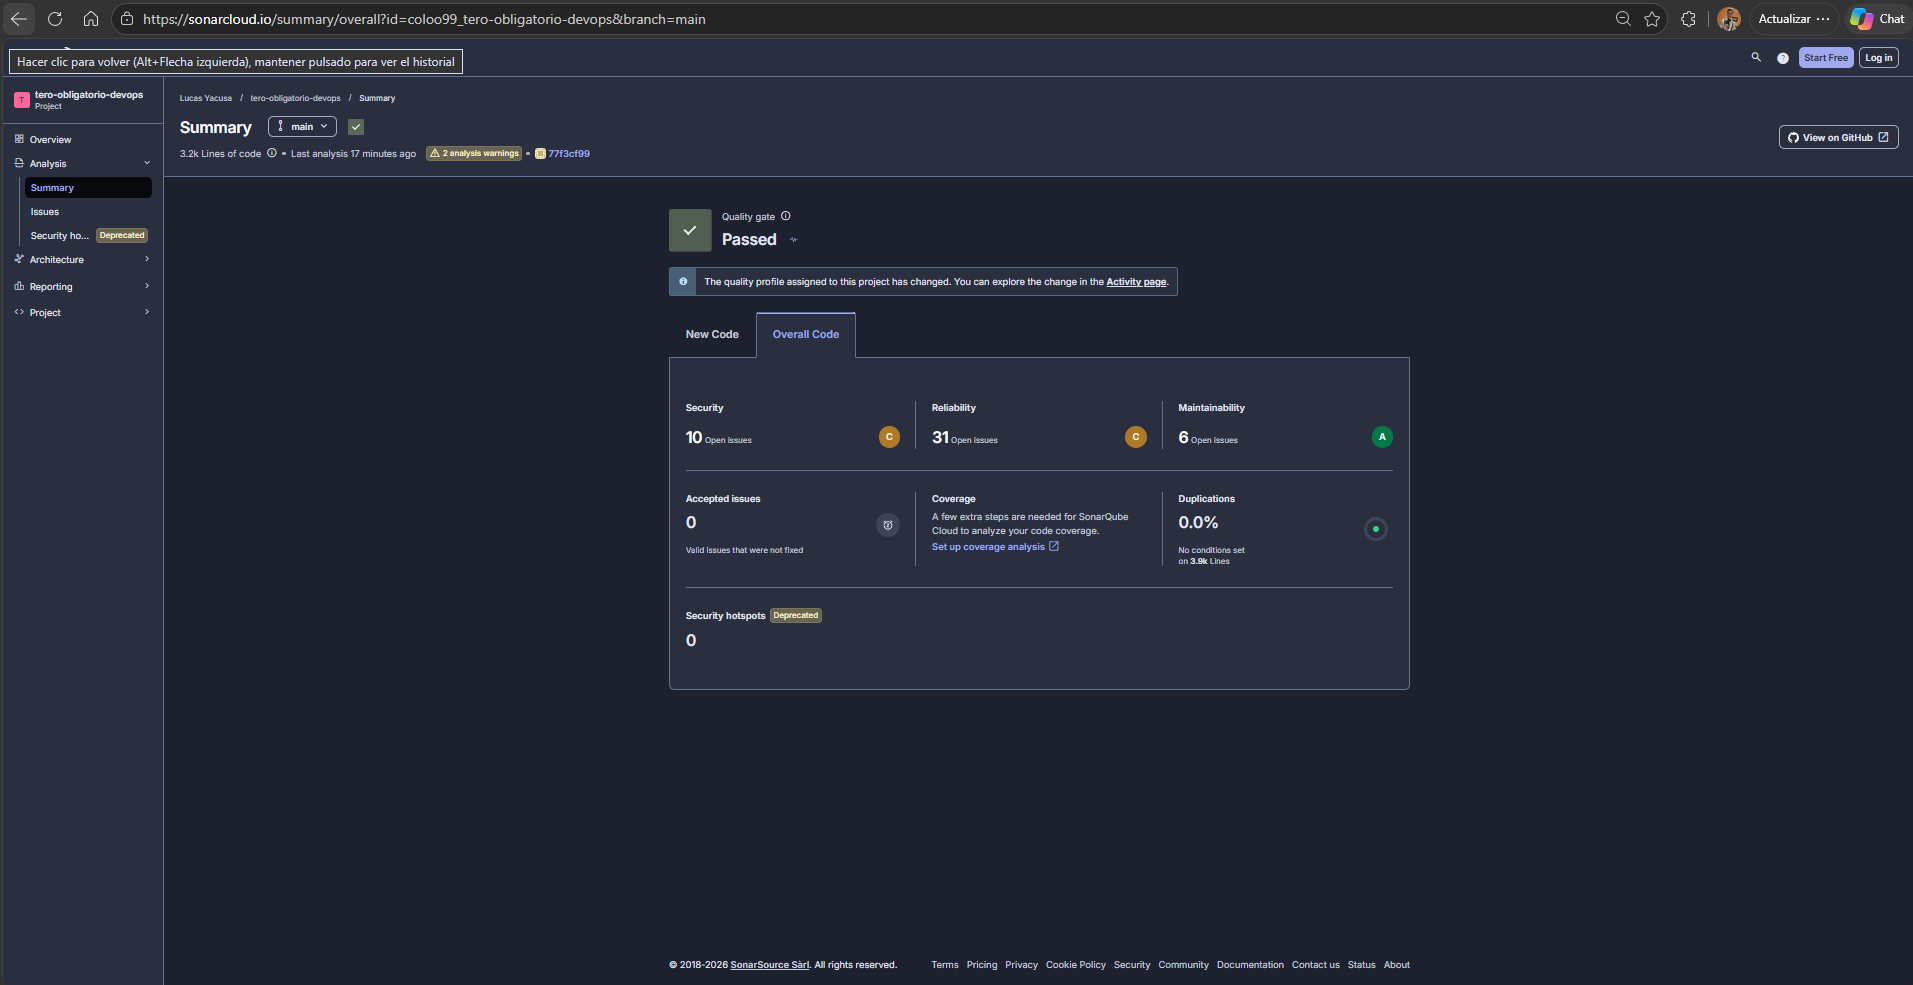 https://sonarcloud.io/summary/overall?id=coloo99_tero-obligatorio-devops&branch=main
Actualizar
Chat
Hacer clic para volver (Alt+Flecha izquierda), mantener pulsado para ver el historial
Start Free
Log in
T
tero-obligatorio-devops
Project
Overview
Analysis
Summary
Issues
Security ho... Deprecated
Architecture
Reporting
Project
Lucas Yacusa / tero-obligatorio-devops / Summary
Summary main
3.2k Lines of code • Last analysis 17 minutes ago 2 analysis warnings • 77f3cf99
View on GitHub
Quality gate
Passed
The quality profile assigned to this project has changed. You can explore the change in the Activity page.
New Code Overall Code
Security
10 Open issues C
Reliability
31 Open issues C
Maintainability
6 Open issues A
Accepted issues
0
Valid issues that were not fixed
Coverage
A few extra steps are needed for SonarQube
Cloud to analyze your code coverage.
Set up coverage analysis
Duplications
0.0%
No conditions set
on 3.9k Lines
Security hotspots Deprecated
0
© 2018-2026 SonarSource Sàrl. All rights reserved. Terms Pricing Privacy Cookie Policy Security Community Documentation Contact us Status About